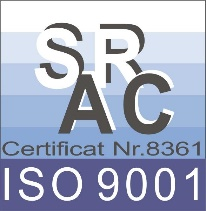 SR
AC
Certificat Nr.8361
ISO 9001